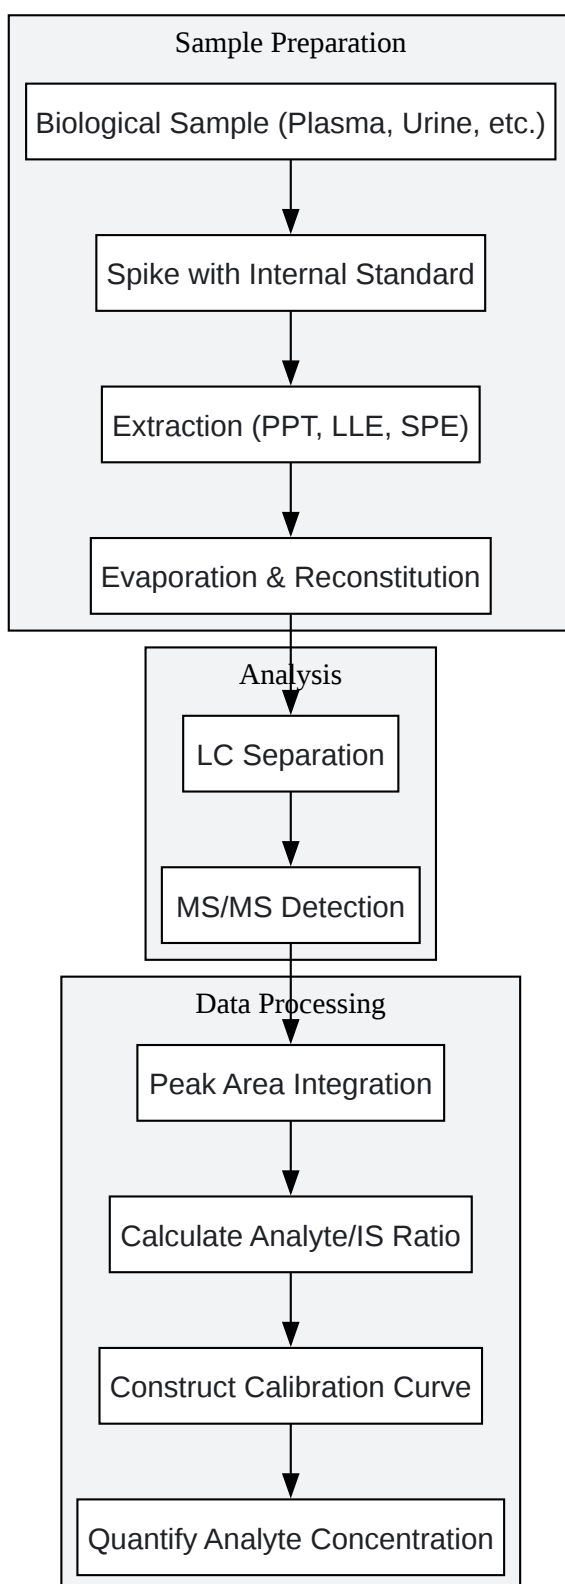 Sample Preparation
Biological Sample (Plasma, Urine, etc.)
Spike with Internal Standard
Extraction (PPT, LLE, SPE)
Evaporation & Reconstitution
Analysis
LC Separation
MS/MS Detection
Data Processing
Peak Area Integration
Calculate Analyte/IS Ratio
Construct Calibration Curve
Quantify Analyte Concentration